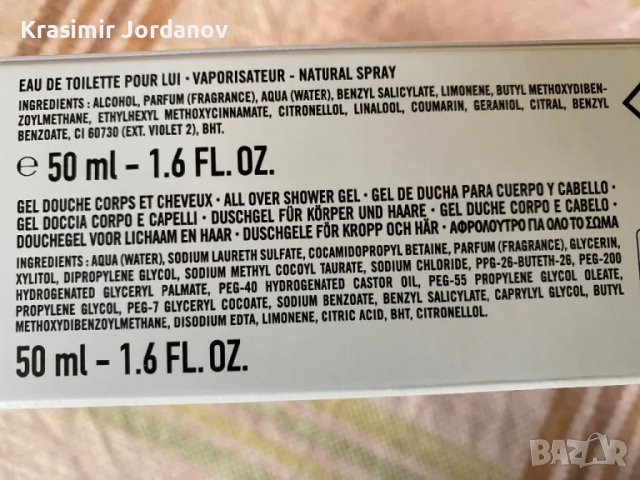 Krasimir Jordanov
EAU DE TOILETTE POUR LUI • VAPORISATEUR - NATURAL SPRAY
INGREDIENTS : ALCOHOL, PARFUM (FRAGRANCE), AQUA (WATER), BENZYL SALICYLATE, LIMONENE, BUTYL METHOXYDIBEN-
ZOYLMETHANE, ETHYLHEXYL METHOXYCINNAMATE, CITRONELLOL, LINALOOL, COUMARIN, GERANIOL, CITRAL, BENZYL
BENZOATE, CI 60730 (EXT. VIOLET 2), BHT.
℮ 50 ml – 1.6 FL. OZ.
GEL DOUCHE CORPS ET CHEVEUX • ALL OVER SHOWER GEL • GEL DE DUCHA PARA CUERPO Y CABELLO •
GEL DOCCIA CORPO E CAPELLI • DUSCHGEL FÜR KÖRPER UND HAARE • GEL DUCHE CORPO E CABELO •
DOUCHEGEL VOOR LICHAAM EN HAAR • DUSCHGELE FÖR KROPP OCH HÅR • ΑΦΡΟΛΟΥΤΡΟ ΓΙΑ ΟΛΟ ΤΟ ΣΩΜΑ
INGREDIENTS : AQUA (WATER), SODIUM LAURETH SULFATE, COCAMIDOPROPYL BETAINE, PARFUM (FRAGRANCE), GLYCERIN,
XYLITOL, DIPROPYLENE GLYCOL, SODIUM METHYL COCOYL TAURATE, SODIUM CHLORIDE, PPG-26-BUTETH-26, PEG-200
HYDROGENATED GLYCERYL PALMATE, PEG-40 HYDROGENATED CASTOR OIL, PEG-55 PROPYLENE GLYCOL OLEATE,
PROPYLENE GLYCOL, PEG-7 GLYCERYL COCOATE, SODIUM BENZOATE, BENZYL SALICYLATE, CAPRYLYL GLYCOL, BUTYL
METHOXYDIBENZOYLMETHANE, DISODIUM EDTA, LIMONENE, CITRIC ACID, BHT, CITRONELLOL.
50 ml – 1.6 FL. OZ.
BAZAR